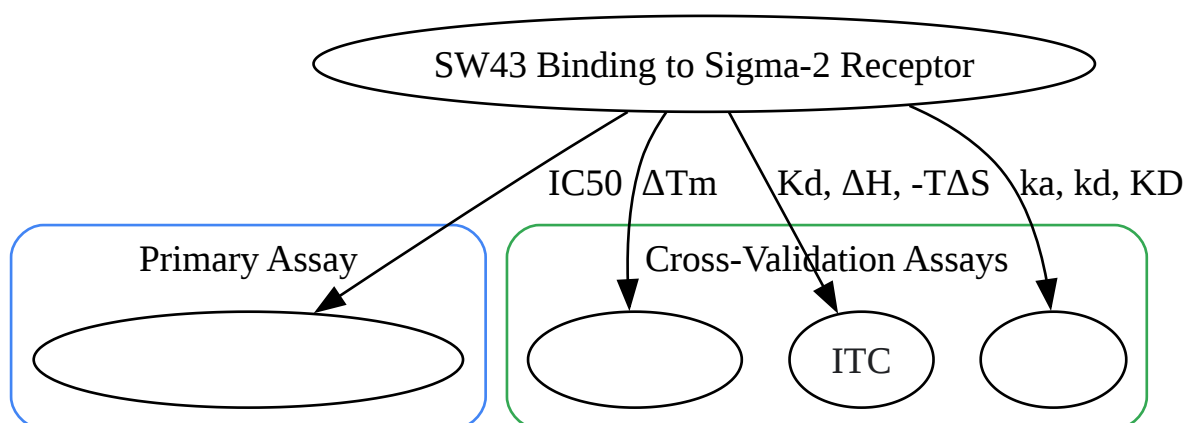 SW43 Binding to Sigma-2 Receptor
IC50
ΔTm
Kd, ΔH, -TΔS
ka, kd, KD
Primary Assay
Cross-Validation Assays
ITC